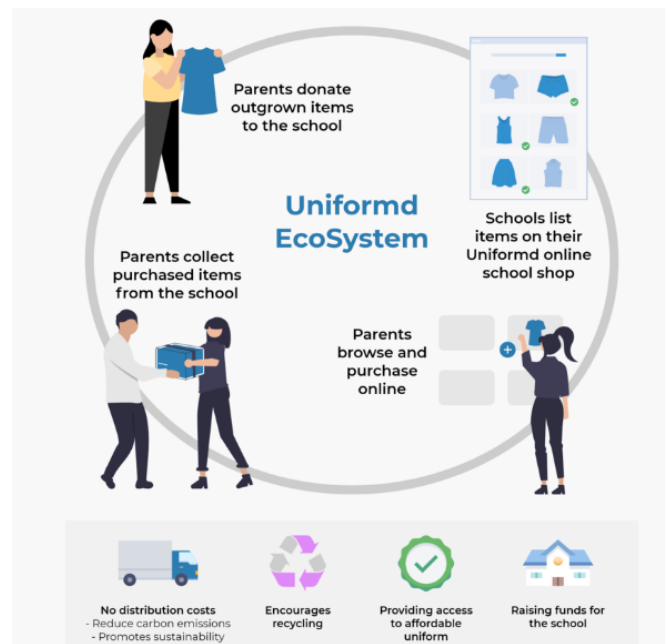 Parents donate
outgrown items
to the school
Uniformd
EcoSystem
Schools list
items on their
Uniformd online
school shop
Parents collect
purchased items
from the school
Parents
browse and
purchase
online
No distribution costs
- Reduce carbon emissions
- Promotes sustainability
Encourages
recycling
Providing access
to affordable
uniform
Raising funds for
the school